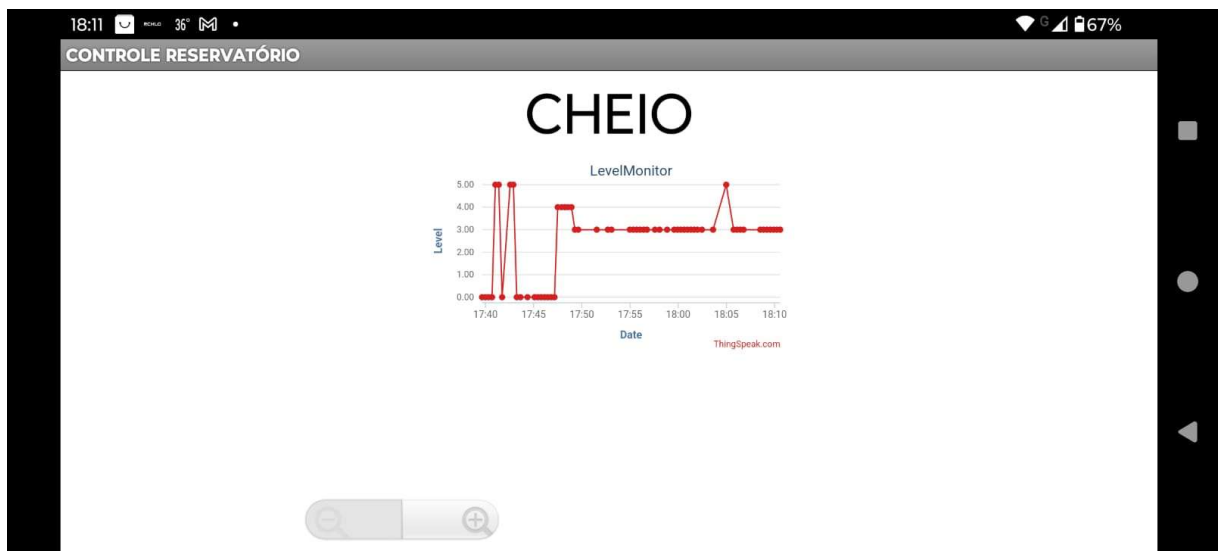 18:11 36° 67%
CONTROLE RESERVATÓRIO
CHEIO
LevelMonitor
5.00
4.00
3.00
2.00
1.00
0.00
Level
17:40 17:45 17:50 17:55 18:00 18:05 18:10
Date
ThingSpeak.com